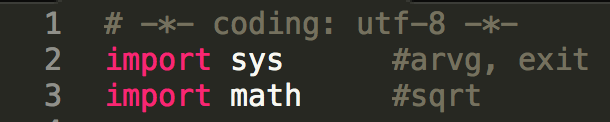 1 # -*- coding: utf-8 -*-
2 import sys #arvg, exit
3 import math #sqrt